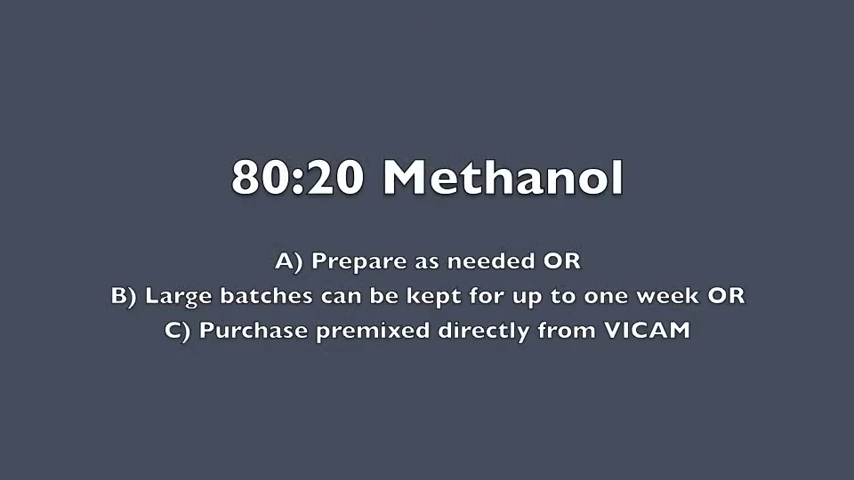 80:20 Methanol
A) Prepare as needed OR
B) Large batches can be kept for up to one week OR
C) Purchase premixed directly from VICAM